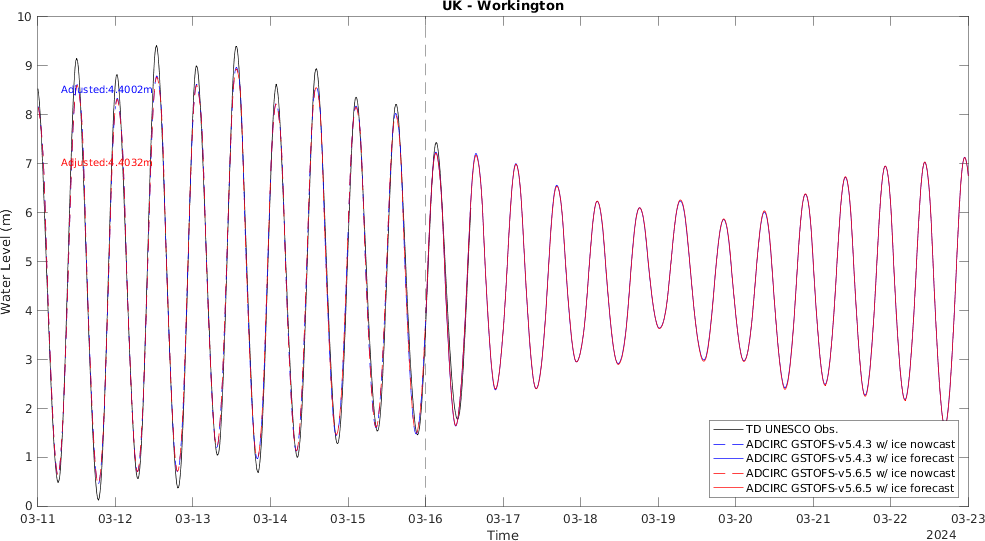 UK - Workington
10
9
8
7
6
5
4
3
2
1
0
Water Level (m)
Adjusted:4.4002m
Adjusted:4.4032m
TD UNESCO Obs.
ADCIRC GSTOFS-v5.4.3 w/ ice nowcast
ADCIRC GSTOFS-v5.4.3 w/ ice forecast
ADCIRC GSTOFS-v5.6.5 w/ ice nowcast
ADCIRC GSTOFS-v5.6.5 w/ ice forecast
03-11 03-12 03-13 03-14 03-15 03-16 03-17 03-18 03-19 03-20 03-21 03-22 03-23
Time
2024